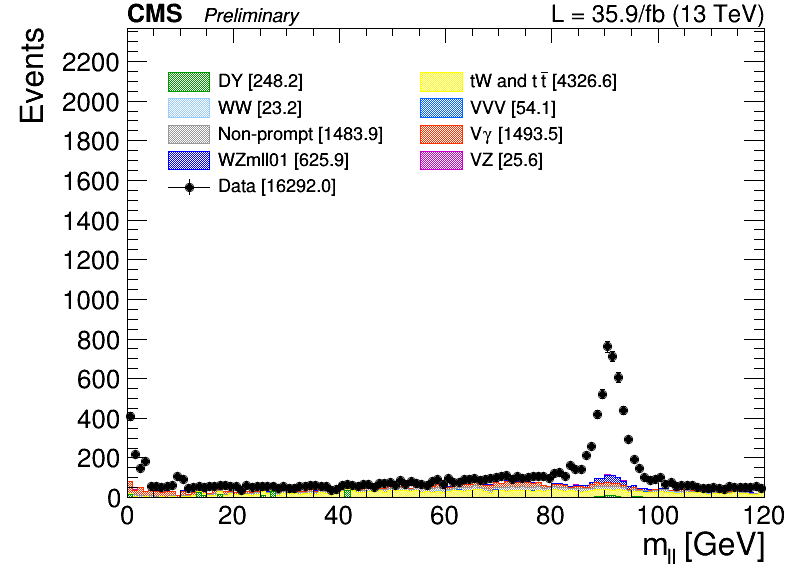 CMS Preliminary L = 35.9/fb (13 TeV)
Events
2200
2000
1800
1600
1400
1200
1000
800
600
400
200
0
DY [248.2]
WW [23.2]
Non-prompt [1483.9]
WZmll01 [625.9]
Data [16292.0]
tW and t t̅ [4326.6]
VVV [54.1]
Vγ [1493.5]
VZ [25.6]
0 20 40 60 80 100 120
m_ll [GeV]